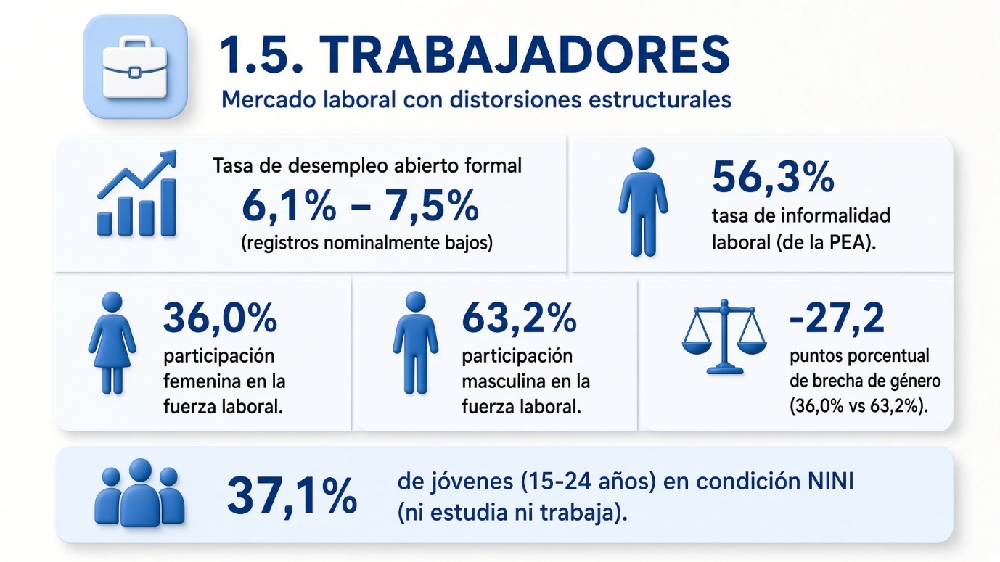 1.5. TRABAJADORES
Mercado laboral con distorsiones estructurales
Tasa de desempleo abierto formal
6,1% – 7,5%
(registros nominalmente bajos)
56,3%
tasa de informalidad
laboral (de la PEA).
36,0%
participación
femenina en la
fuerza laboral.
63,2%
participación
masculina en la
fuerza laboral.
-27,2
puntos porcentual
de brecha de género
(36,0% vs 63,2%).
37,1%
de jóvenes (15-24 años) en condición NINI
(ni estudia ni trabaja).